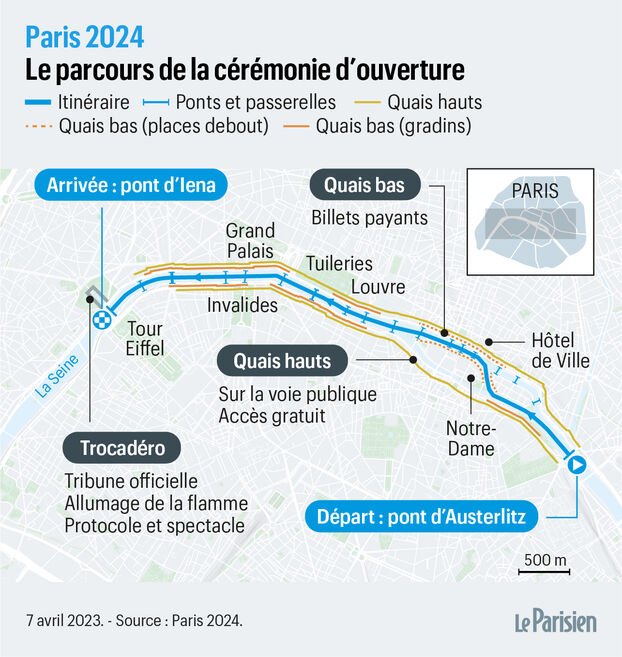 Paris 2024
Le parcours de la cérémonie d’ouverture
Itinéraire
Ponts et passerelles
Quais hauts
Quais bas (places debout)
Quais bas (gradins)
Arrivée : pont d’Iena
Quais bas
Billets payants
PARIS
Grand
Palais
Tuileries
Louvre
Invalides
Tour
Eiffel
La Seine
Hôtel
de Ville
Quais hauts
Sur la voie publique
Accès gratuit
Notre-
Dame
Trocadéro
Tribune officielle
Allumage de la flamme
Protocole et spectacle
Départ : pont d’Austerlitz
500 m
7 avril 2023. - Source : Paris 2024.
Le Parisien